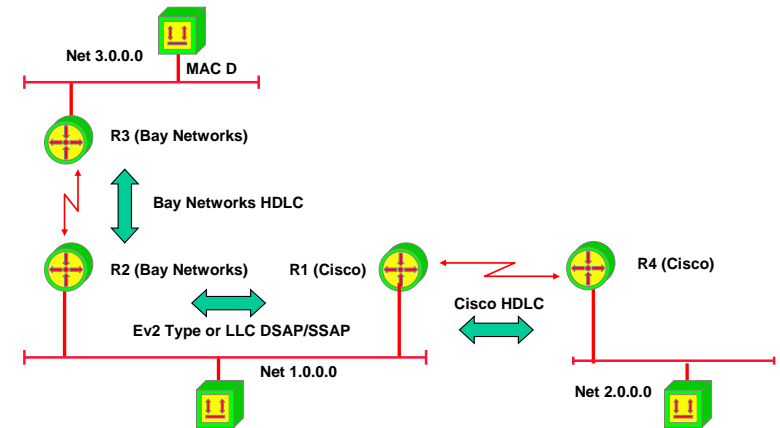 Net 3.0.0.0
MAC D
R3 (Bay Networks)
Bay Networks HDLC
R2 (Bay Networks)
R1 (Cisco)
R4 (Cisco)
Cisco HDLC
Ev2 Type or LLC DSAP/SSAP
Net 1.0.0.0
Net 2.0.0.0